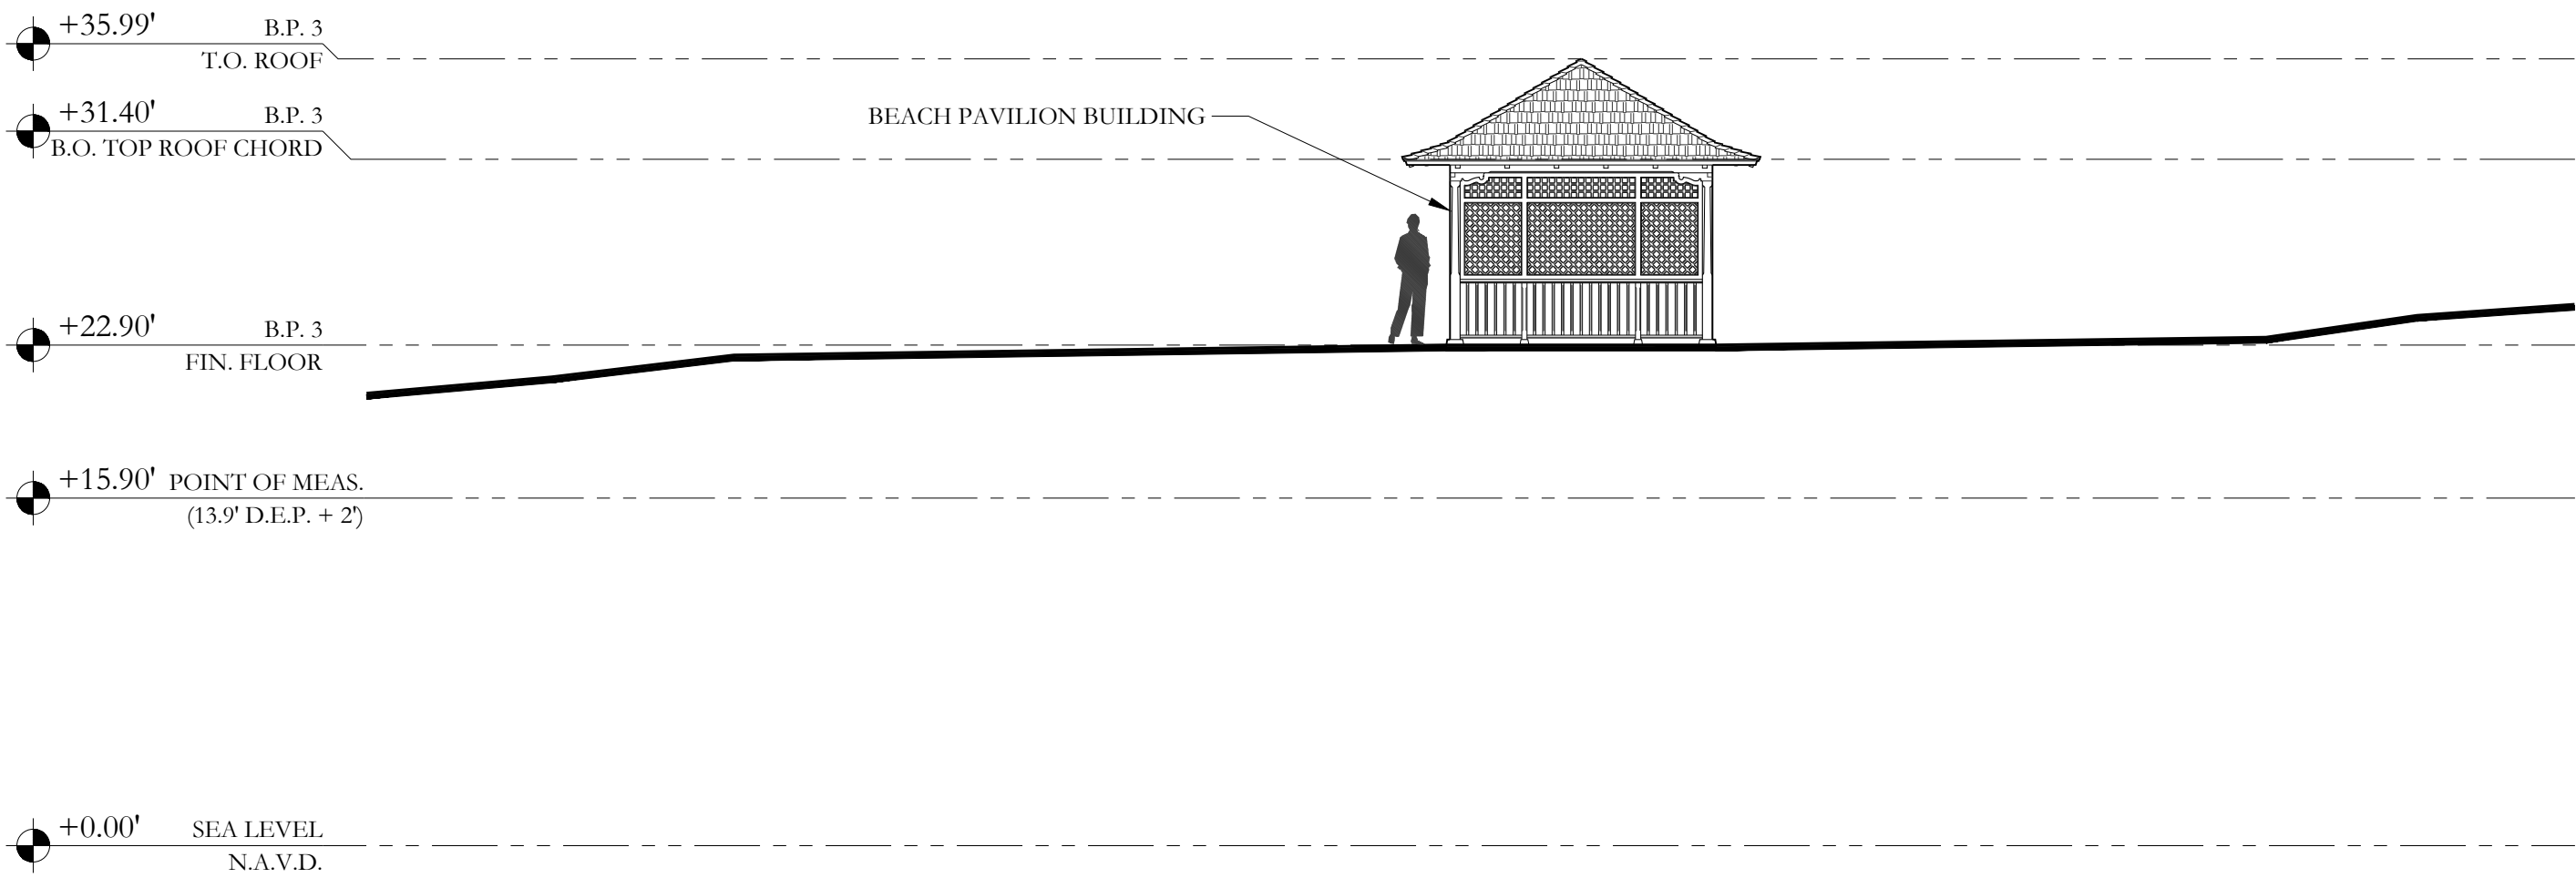 +35.99' B.P. 3
T.O. ROOF
+31.40' B.P. 3
B.O. TOP ROOF CHORD
BEACH PAVILION BUILDING
+22.90' B.P. 3
FIN. FLOOR
+15.90' POINT OF MEAS.
(13.9' D.E.P. + 2')
+0.00' SEA LEVEL
N.A.V.D.